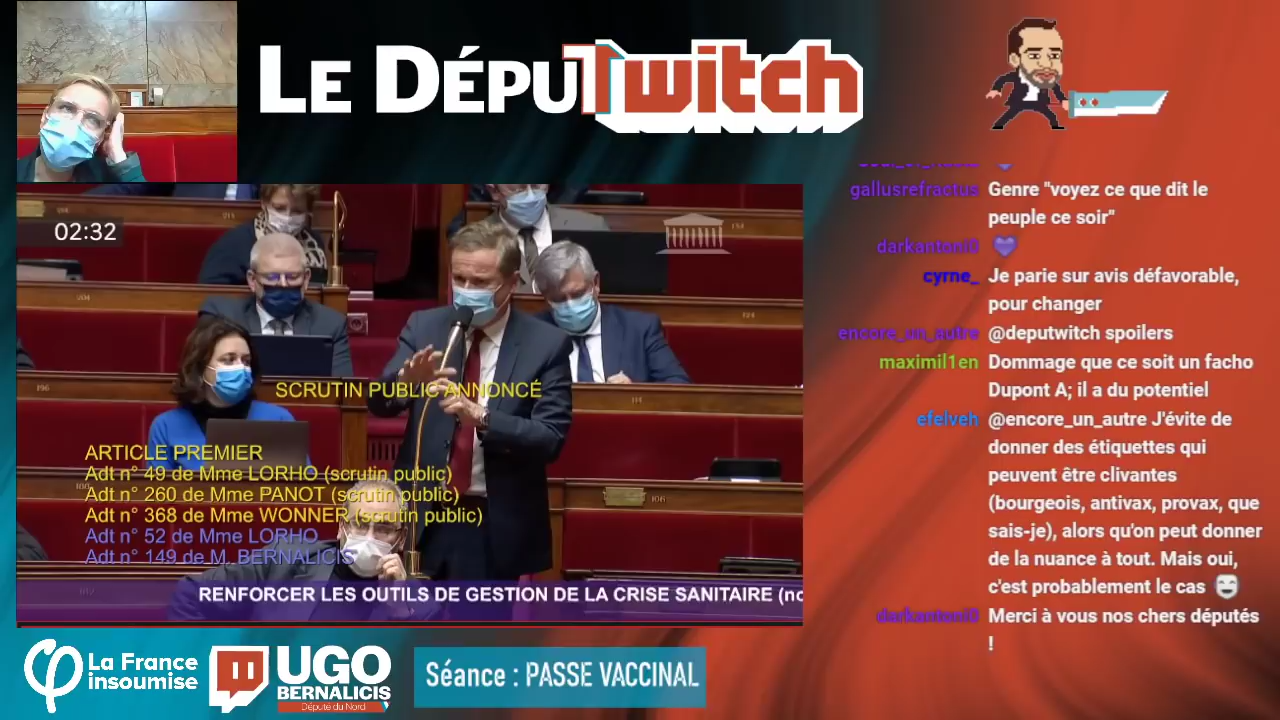 LE DÉPUTwitch
02:32
SCRUTIN PUBLIC ANNONCÉ
ARTICLE PREMIER
Adt n° 49 de Mme LORHO (scrutin public)
Adt n° 260 de Mme PANOT (scrutin public)
Adt n° 368 de Mme WONNER (scrutin public)
Adt n° 52 de Mme LORHO
Adt n° 149 de M. BERNALICIS
RENFORCER LES OUTILS DE GESTION DE LA CRISE SANITAIRE (no
gallusrefractus Genre "voyez ce que dit le
peuple ce soir"
darkantoni0
cyrne_ Je parie sur avis défavorable,
pour changer
encore_un_autre @deputwitch spoilers
maximil1en Dommage que ce soit un facho
Dupont A; il a du potentiel
efelveh @encore_un_autre J'évite de
donner des étiquettes qui
peuvent être clivantes
(bourgeois, antivax, provax, que
sais-je), alors qu'on peut donner
de la nuance à tout. Mais oui,
c'est probablement le cas
darkantoni0 Merci à vous nos chers députés
!
La France
insoumise
UGO
BERNALICIS
Député du Nord
Séance : PASSE VACCINAL